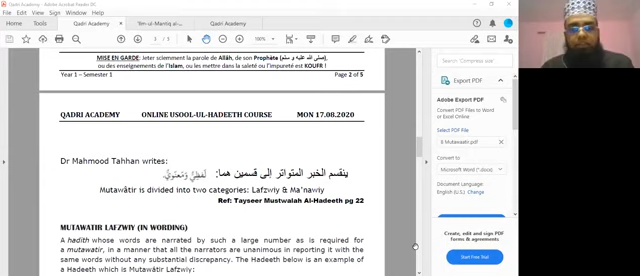 Qadri Academy - Adobe Acrobat Reader DC
File Edit View Sign Window Help
Home Tools Qadri Academy × Qadri Academy
Sign In
3 / 5
100%
MISE EN GARDE: Jeter sciemment la parole de Allâh, de son Prophète (صلى الله عليه و سلم)
ou des enseignements de l'Islam, ou les mettre dans la saleté ou l'impureté est KOUFR !
Year 1 – Semester 1 Page 2 of 5
QADRI ACADEMY ONLINE USOOL-UL-HADEETH COURSE MON 17.08.2020
Dr Mahmood Tahhan writes:
ينقسم الخبر المتواتر إلى قسمين هما: لَفْظِيٌّ وَمَعْنَوِيٌّ.
Mutawâtir is divided into two categories: Lafzwiy & Ma'nawiy
Ref: Tayseer Mustwalah Al-Hadeeth pg 22
MUTAWATIR LAFZWIY (IN WORDING)
A hadith whose words are narrated by such a large number as is required for
a mutawatir, in a manner that all the narrators are unanimous in reporting it with
the same words without any substantial discrepancy. The Hadeeth below is an example of
a Hadeeth which is Mutawâtir Lafzwiy:
Export PDF
Adobe Export PDF
Convert PDF Files to Word
or Excel Online
Select PDF File
8 Mutawaatir.pdf ×
Convert to
Microsoft Word (*.docx)
Document Language:
English (U.S.) Change
Create, edit and sign PDF
forms & agreements
Start Free Trial